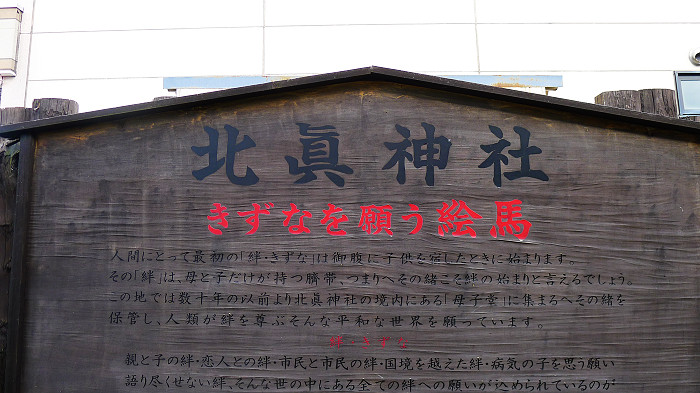 北眞神社
きずなを願う絵馬
人間にとって最初の「絆・きずな」は御腹に子供を宿したときに始まります。
その「絆」は、母と子だけが持つ臍帯、つまりへその緒こそ絆の始まりと言えるでしょう。
この地では数十年の以前より北眞神社の境内にある「母子堂」に集まるへその緒を
保管し、人類が絆を尊ぶそんな平和な世界を願っています。
絆・きずな
親と子の絆・恋人との絆・市民と市民の絆・国境を越えた絆・病気の子を思う願い
語り尽くせない絆、そんな世の中にある全ての絆への願いが込められているのが